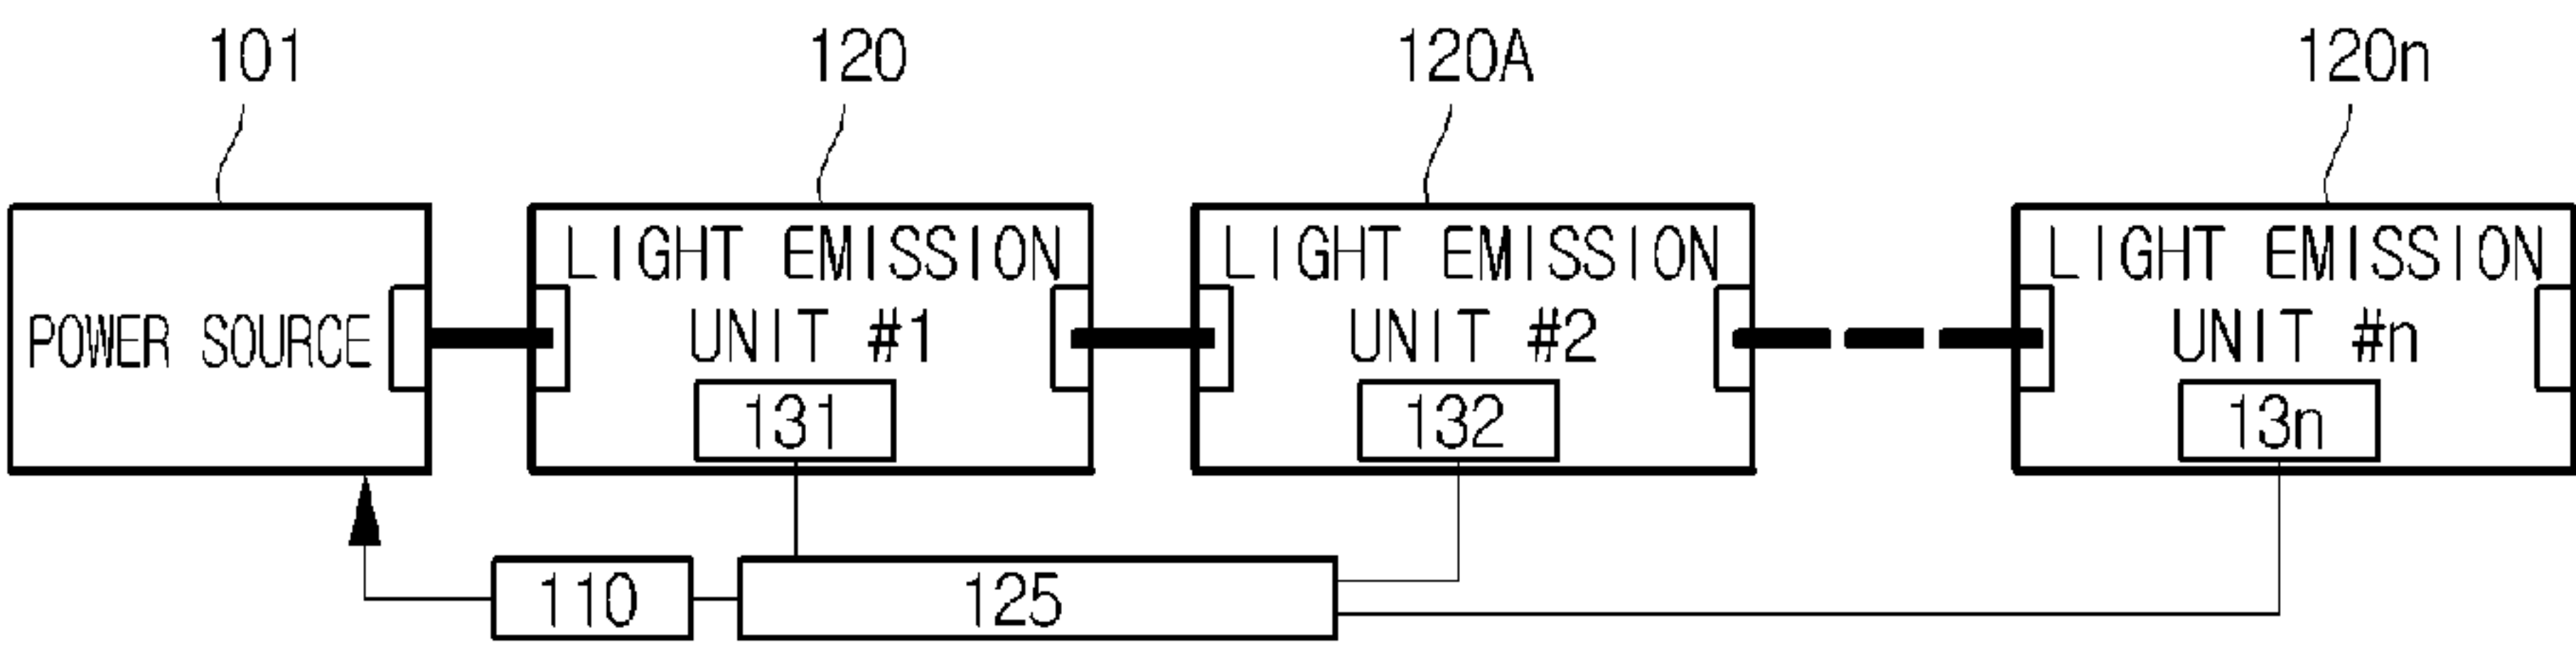 101
120
120A
120n
POWER SOURCE
LIGHT EMISSION
UNIT #1
131
LIGHT EMISSION
UNIT #2
132
LIGHT EMISSION
UNIT #n
13n
110
125